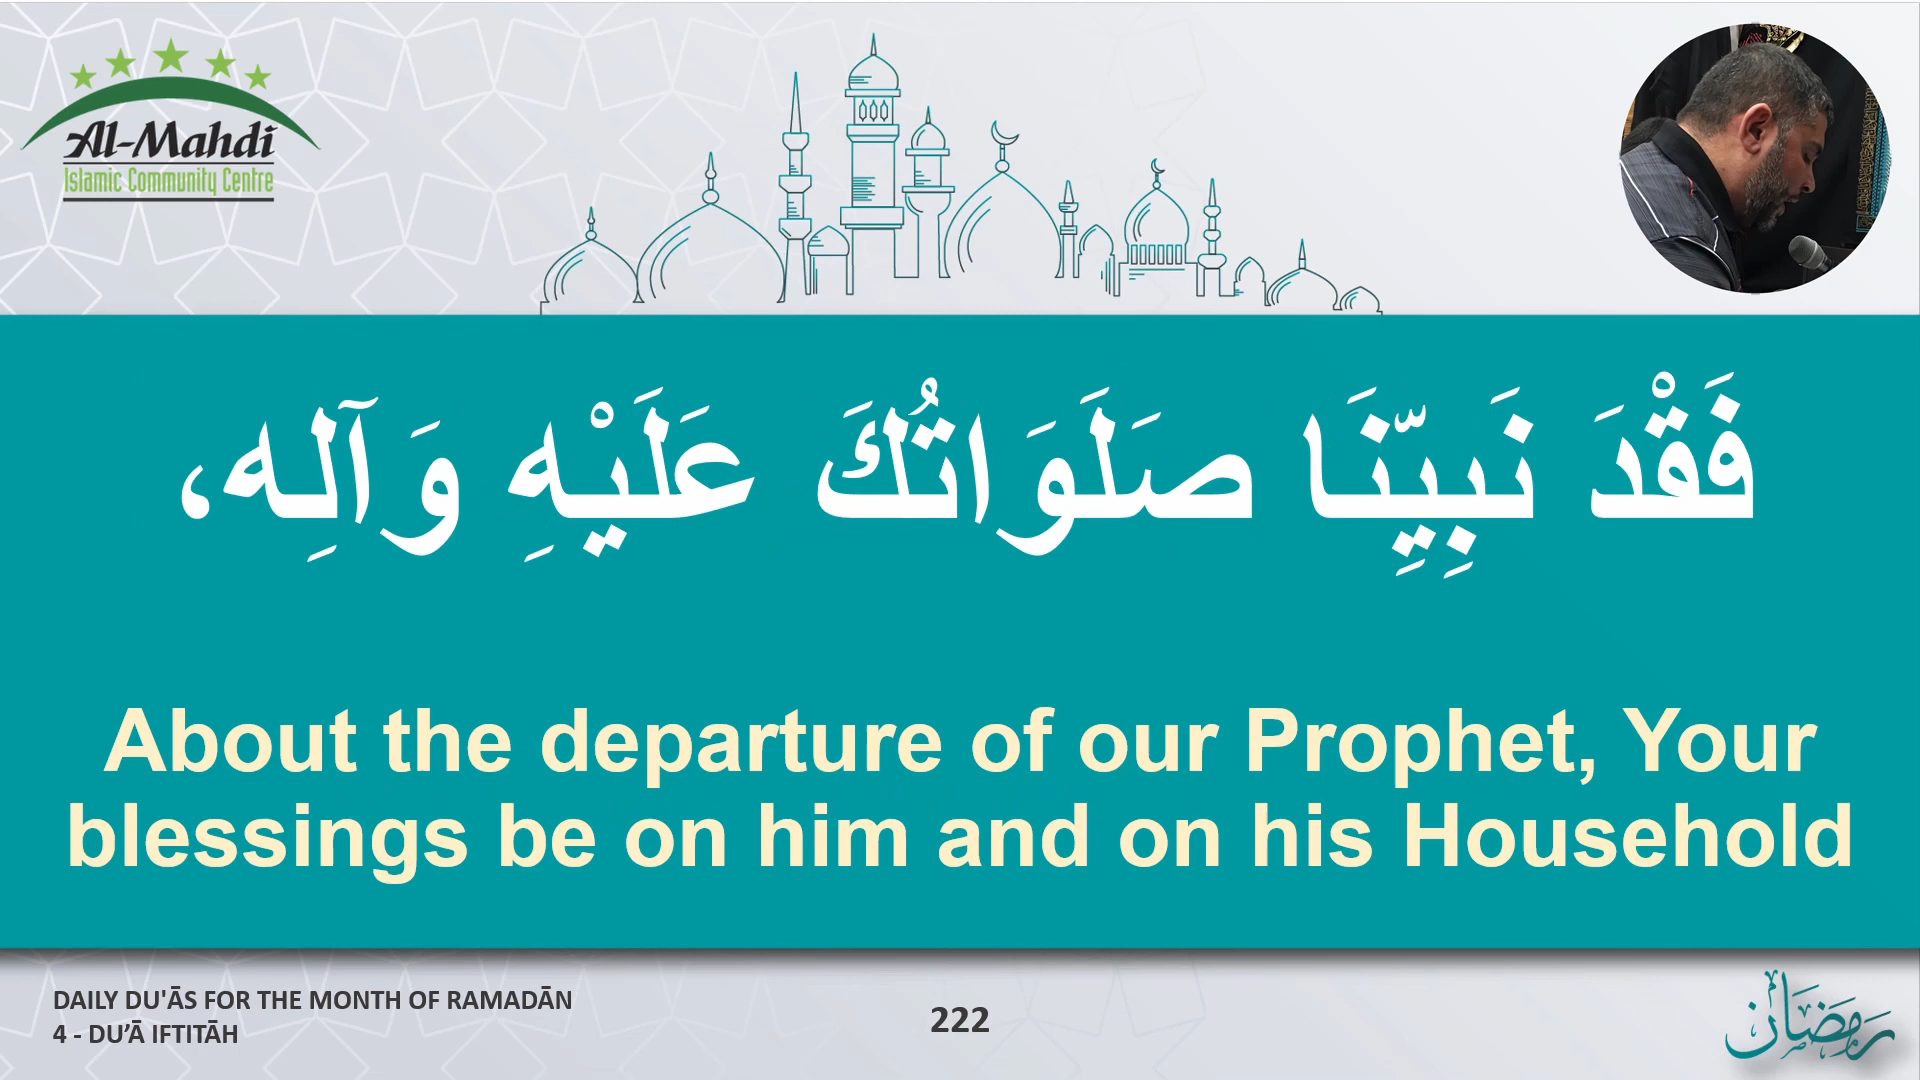 Al-Mahdi
Islamic Community Centre
فَقْدَ نَبِيِّنَا صَلَوَاتُكَ عَلَيْهِ وَآلِهِ،
About the departure of our Prophet, Your
blessings be on him and on his Household
DAILY DU'ĀS FOR THE MONTH OF RAMADĀN
4 - DU’Ā IFTITĀH
222
رَمَضَان